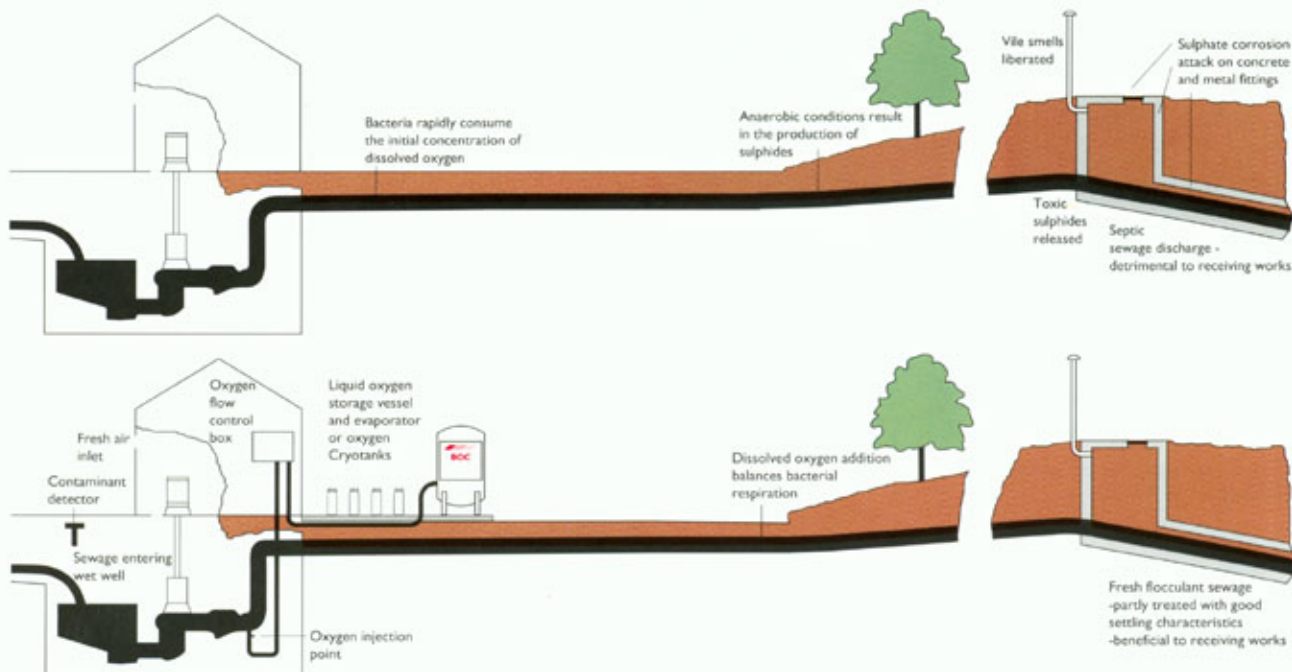 Vile smells
liberated
Sulphate corrosion
attack on concrete
and metal fittings
Bacteria rapidly consume
the initial concentration of
dissolved oxygen
Anaerobic conditions result
in the production of
sulphides
Toxic
sulphides
released
Septic
sewage discharge -
detrimental to receiving works
Oxygen
flow
control
box
Liquid oxygen
storage vessel
and evaporator
or oxygen
Cryotanks
Fresh air
inlet
BOC
Contaminant
detector
Dissolved oxygen addition
balances bacterial
respiration
Sewage entering
wet well
Oxygen injection
point
Fresh flocculant sewage
-partly treated with good
settling characteristics
-beneficial to receiving works